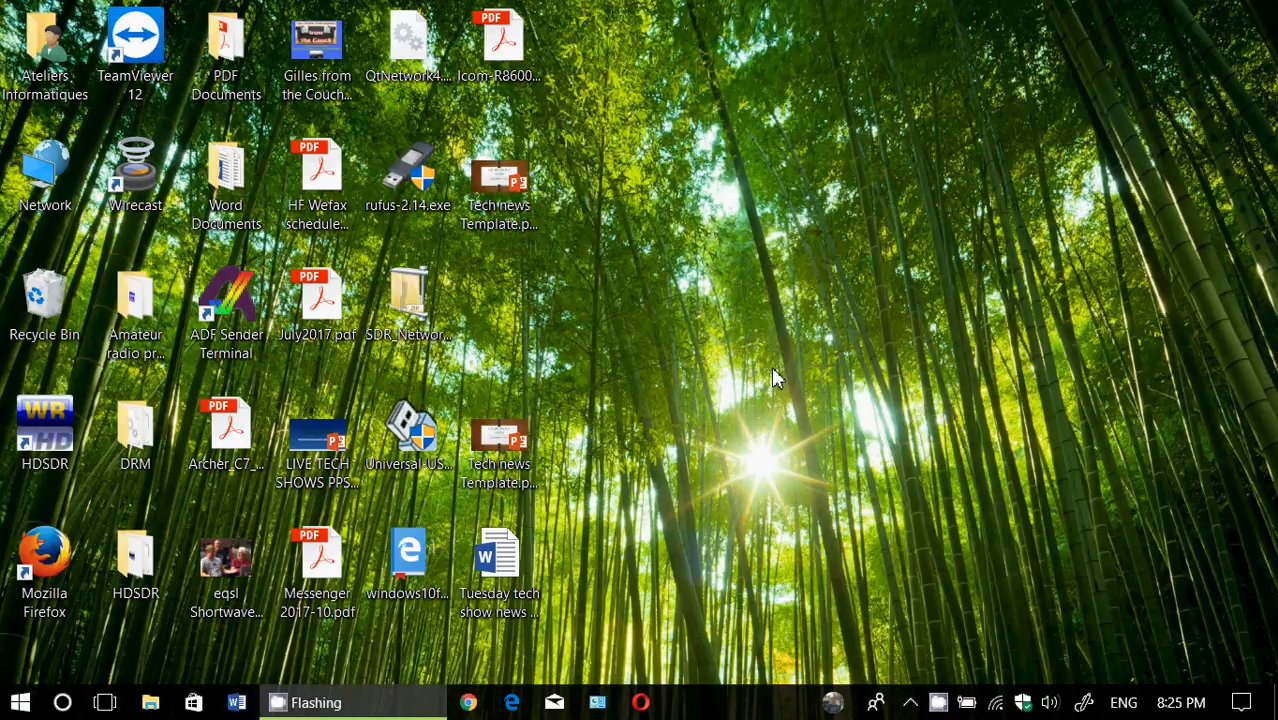 Ateliers
Informatiques
TeamViewer
12
PDF
Documents
Gilles from
the Couch...
QtNetwork4....
PDF
Icom-R8600...
Network
Wirecast
Word
Documents
PDF
HF Wefax
schedule...
rufus-2.14.exe
Tech news
Template.p...
Recycle Bin
Amateur
radio pr...
ADF Sender
Terminal
PDF
July2017.pdf
ZIP
SDR_Networ...
WR
HD
HDSDR
DRM
PDF
Archer_C7_...
LIVE TECH
SHOWS PPS...
Universal-US...
Tech news
Template.p...
Mozilla
Firefox
HDSDR
eqsl
Shortwave...
PDF
Messenger
2017-10.pdf
windows10f...
Tuesday tech
show news ...
Flashing
ENG
8:25 PM